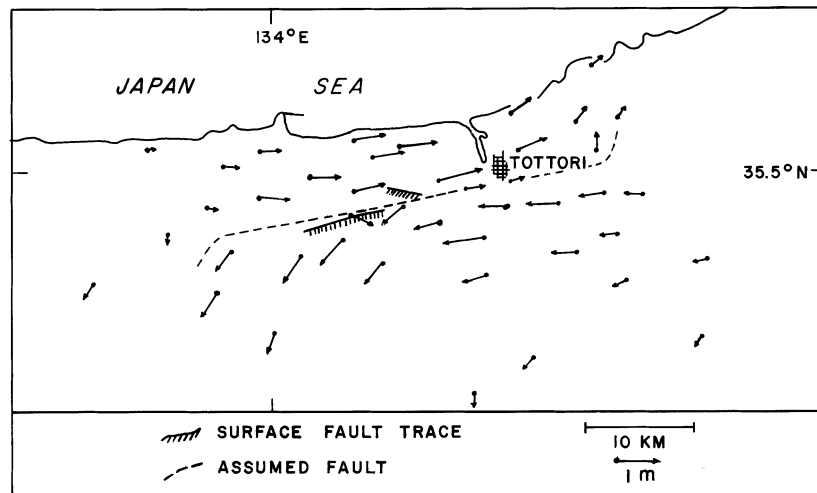 134°E
JAPAN SEA
TOTTORI
35.5°N
SURFACE FAULT TRACE
ASSUMED FAULT
10 KM
1 m